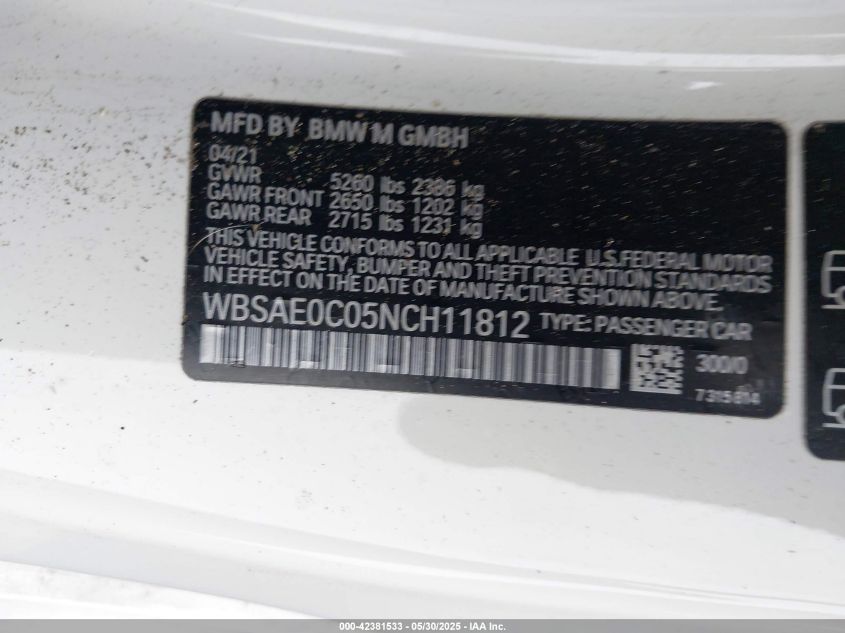 MFD BY BMW M GMBH
04/21
GVWR 5260 lbs 2386 kg
GAWR FRONT 2650 lbs 1202 kg
GAWR REAR 2715 lbs 1231 kg
THIS VEHICLE CONFORMS TO ALL APPLICABLE U.S.FEDERAL MOTOR
VEHICLE SAFETY, BUMPER AND THEFT PREVENTION STANDARDS
IN EFFECT ON THE DATE OF MANUFACTURE SHOWN ABOVE.
WBSAE0C05NCH11812 TYPE: PASSENGER CAR
300/0
7315614
000-42381533 - 05/30/2025 - IAA Inc.